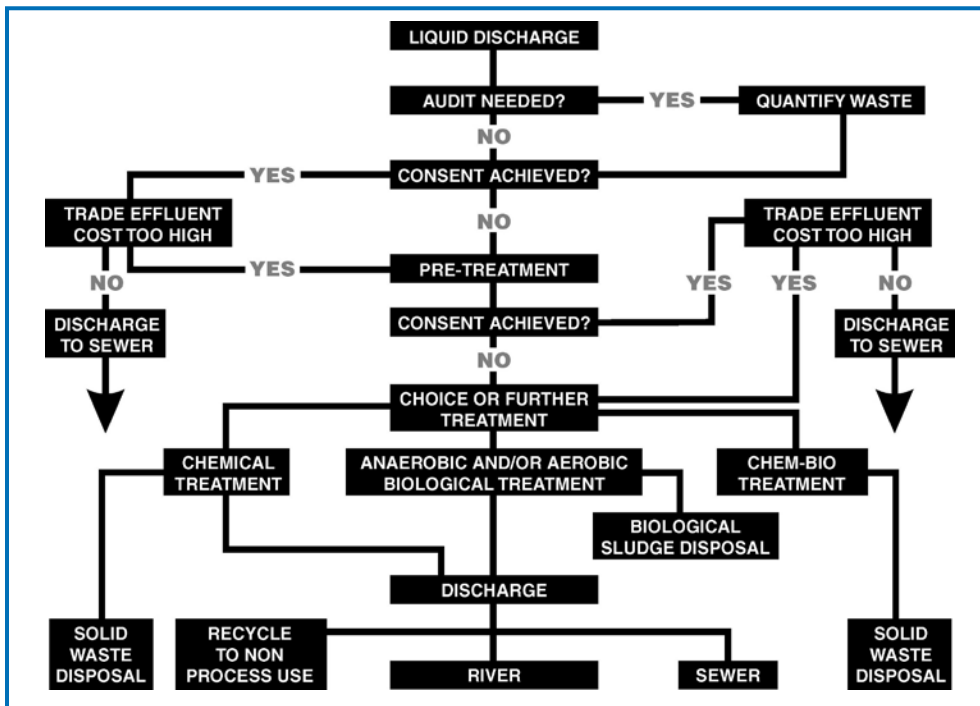 LIQUID DISCHARGE
AUDIT NEEDED?
YES
QUANTIFY WASTE
NO
YES
CONSENT ACHIEVED?
TRADE EFFLUENT
COST TOO HIGH
NO
TRADE EFFLUENT
COST TOO HIGH
YES
PRE-TREATMENT
NO
YES
YES
NO
DISCHARGE
TO SEWER
CONSENT ACHIEVED?
DISCHARGE
TO SEWER
NO
CHOICE OR FURTHER
TREATMENT
CHEMICAL
TREATMENT
ANAEROBIC AND/OR AEROBIC
BIOLOGICAL TREATMENT
CHEM-BIO
TREATMENT
BIOLOGICAL
SLUDGE DISPOSAL
DISCHARGE
SOLID
WASTE
DISPOSAL
RECYCLE
TO NON
PROCESS USE
RIVER
SEWER
SOLID
WASTE
DISPOSAL